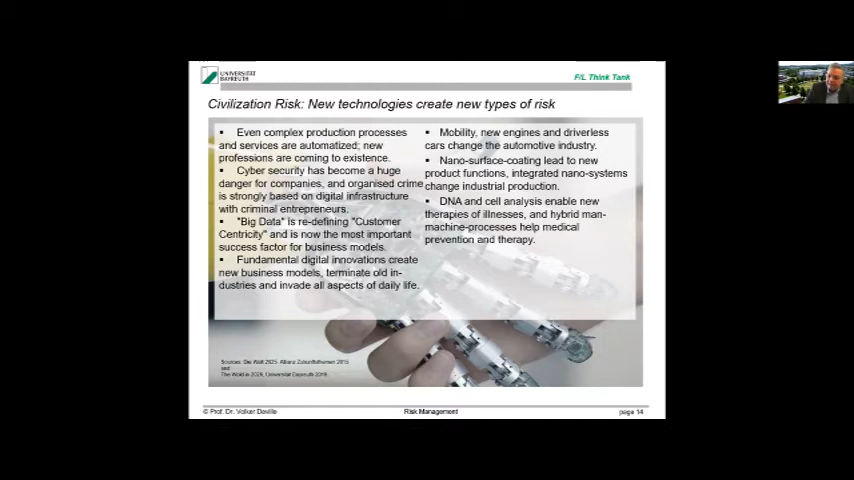 UNIVERSITÄT
BAYREUTH
F/L Think Tank
Civilization Risk: New technologies create new types of risk
▪ Even complex production processes
and services are automatized; new
professions are coming to existence.
▪ Cyber security has become a huge
danger for companies, and organised crime
is strongly based on digital infrastructure
with criminal entrepreneurs.
▪ "Big Data" is re-defining "Customer
Centricity" and is now the most important
success factor for business models.
▪ Fundamental digital innovations create
new business models, terminate old in-
dustries and invade all aspects of daily life.
▪ Mobility, new engines and driverless
cars change the automotive industry.
▪ Nano-surface-coating lead to new
product functions, integrated nano-systems
change industrial production.
▪ DNA and cell analysis enable new
therapies of illnesses, and hybrid man-
machine-processes help medical
prevention and therapy.
Sources: Die Welt 2025, Allianz Zukunftsthemen 2015
and
The World in 2029, Universität Bayreuth 2019.
© Prof. Dr. Volker Deville
Risk Management
page 14